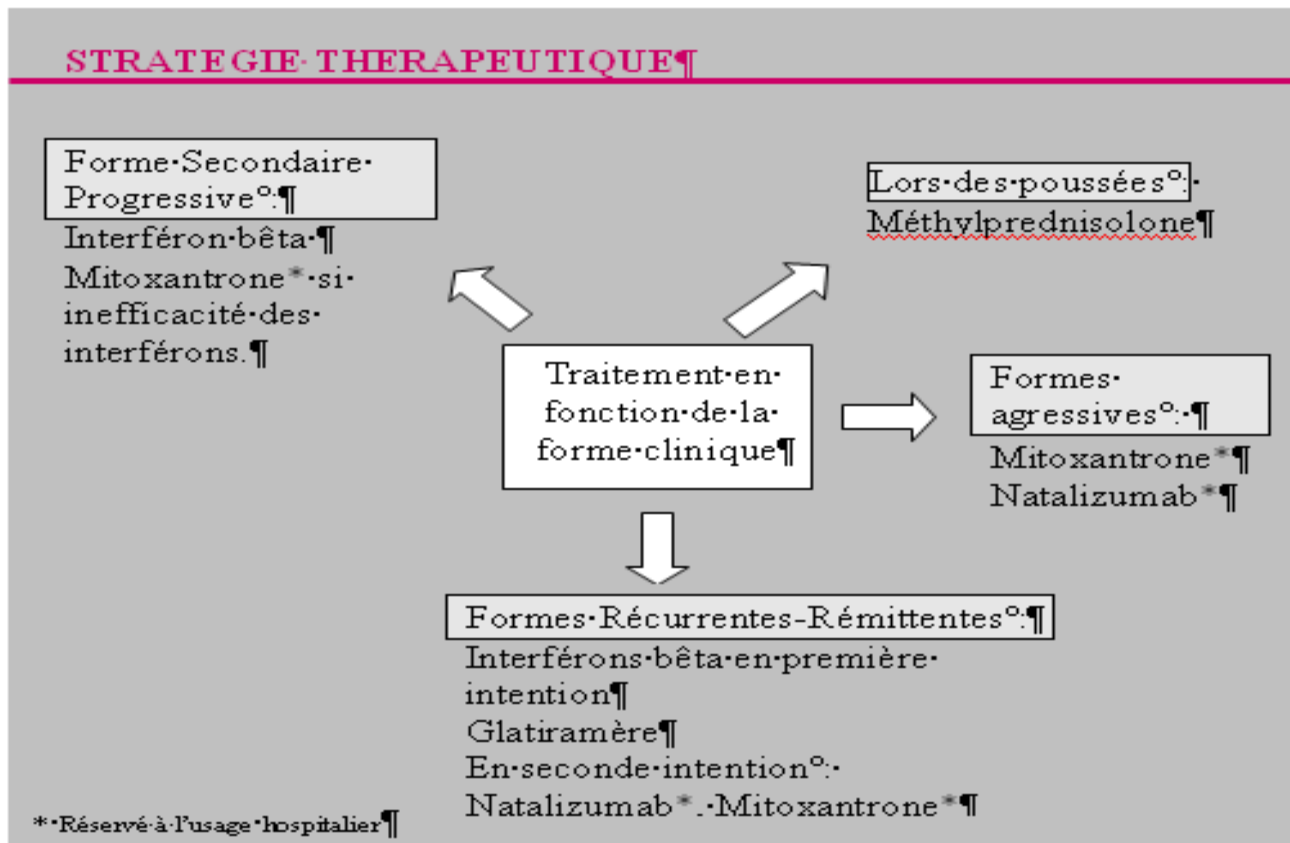 STRATEGIE·THERAPEUTIQUE¶
Forme·Secondaire·
Progressive°:¶
Interféron·bêta·¶
Mitoxantrone*·si·
inefficacité·des·
interférons.¶
Lors·des·poussées°:·
Méthylprednisolone¶
Traitement·en·
fonction·de·la·
forme·clinique¶
Formes·
agressives°:·¶
Mitoxantrone*¶
Natalizumab*¶
Formes·Récurrentes-Rémittentes°:¶
Interférons·bêta·en·première·
intention¶
Glatiramère¶
En·seconde·intention°:·
Natalizumab*.·Mitoxantrone*¶
*·Réservé·à·l’usage·hospitalier¶